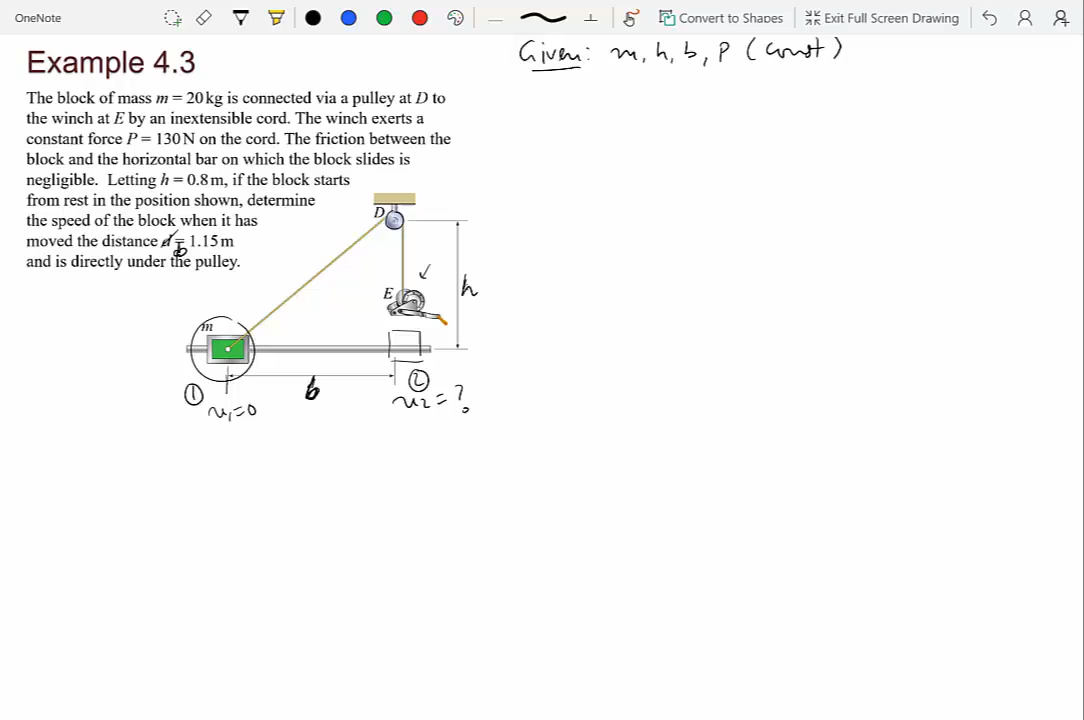 OneNote
Convert to Shapes
Exit Full Screen Drawing
Given: m, h, b, P (const)
Example 4.3
The block of mass m = 20 kg is connected via a pulley at D to
the winch at E by an inextensible cord. The winch exerts a
constant force P = 130 N on the cord. The friction between the
block and the horizontal bar on which the block slides is
negligible. Letting h = 0.8 m, if the block starts
from rest in the position shown, determine
the speed of the block when it has
moved the distance d = 1.15 m
b
and is directly under the pulley.
D
E
h
m
b
①
v₁=0
②
v2=?